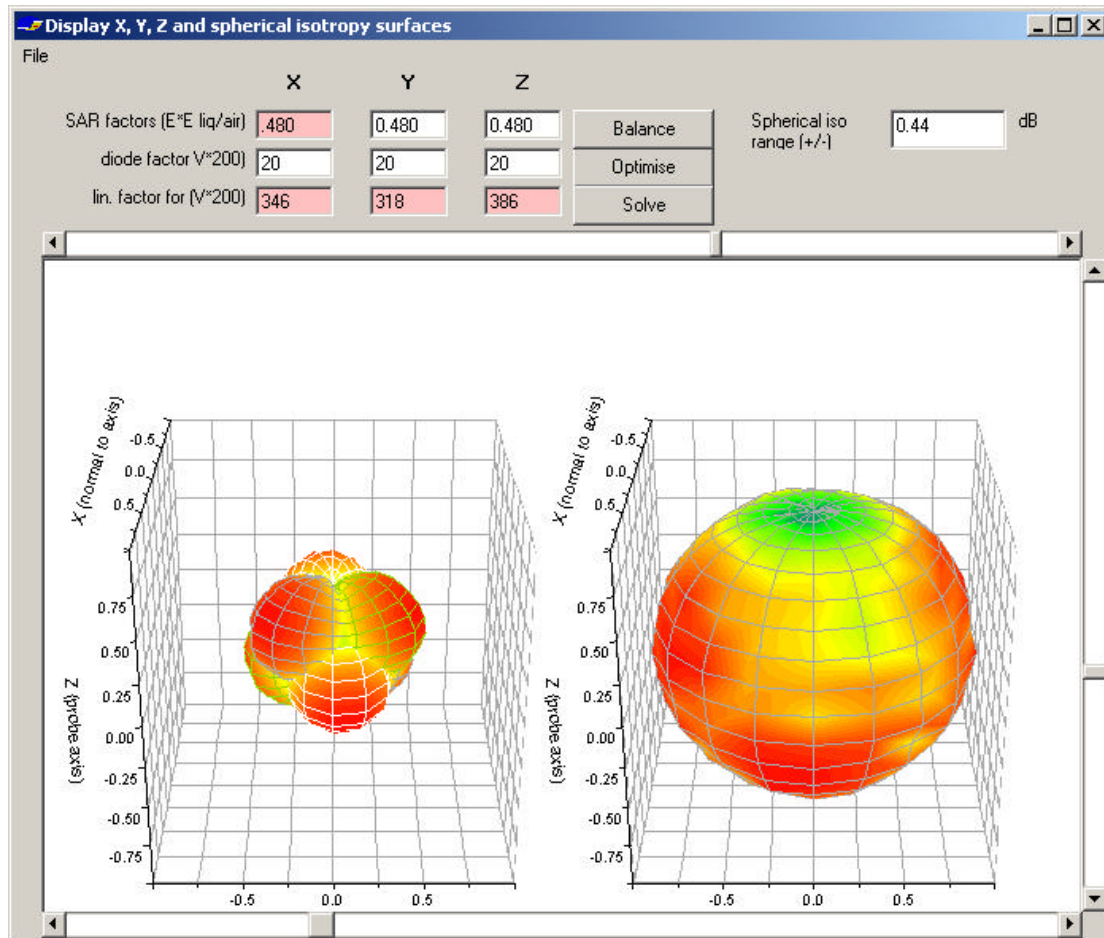 Display X, Y, Z and spherical isotropy surfaces
File
X Y Z
SAR factors (E*E liq/air) .480 0.480 0.480 Balance Spherical iso range (+/-) 0.44 dB
diode factor V*200) 20 20 20 Optimise
lin. factor for (V*200) 346 318 386 Solve
X (normal to axis)
-0.5
0.0
0.5
Z (probe axis)
0.75
0.50
0.25
0.00
-0.25
-0.50
-0.75
-0.5 0.0 0.5
X (normal to axis)
-0.5
0.0
0.5
Z (probe axis)
0.75
0.50
0.25
0.00
-0.25
-0.50
-0.75
-0.5 0.0 0.5